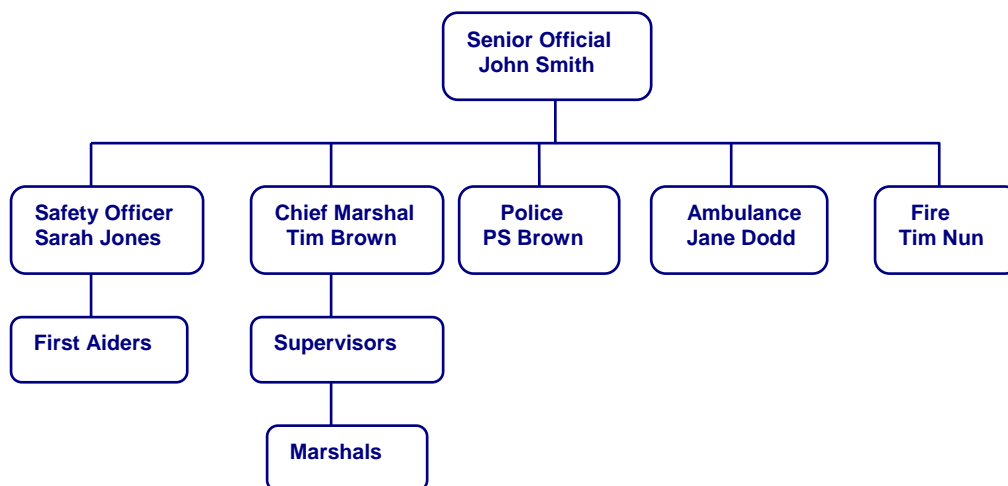 Senior Official
John Smith
Safety Officer
Sarah Jones
Chief Marshal
Tim Brown
Police
PS Brown
Ambulance
Jane Dodd
Fire
Tim Nun
First Aiders
Supervisors
Marshals